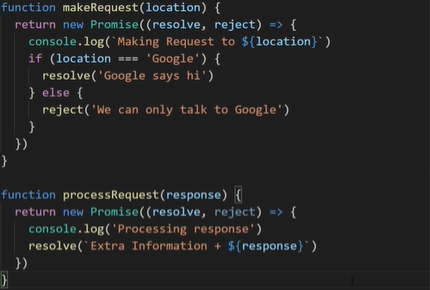 function makeRequest(location) {
  return new Promise((resolve, reject) => {
    console.log(`Making Request to ${location}`)
    if (location === 'Google') {
      resolve('Google says hi')
    } else {
      reject('We can only talk to Google')
    }
  })
}

function processRequest(response) {
  return new Promise((resolve, reject) => {
    console.log('Processing response')
    resolve(`Extra Information + ${response}`)
  })
}